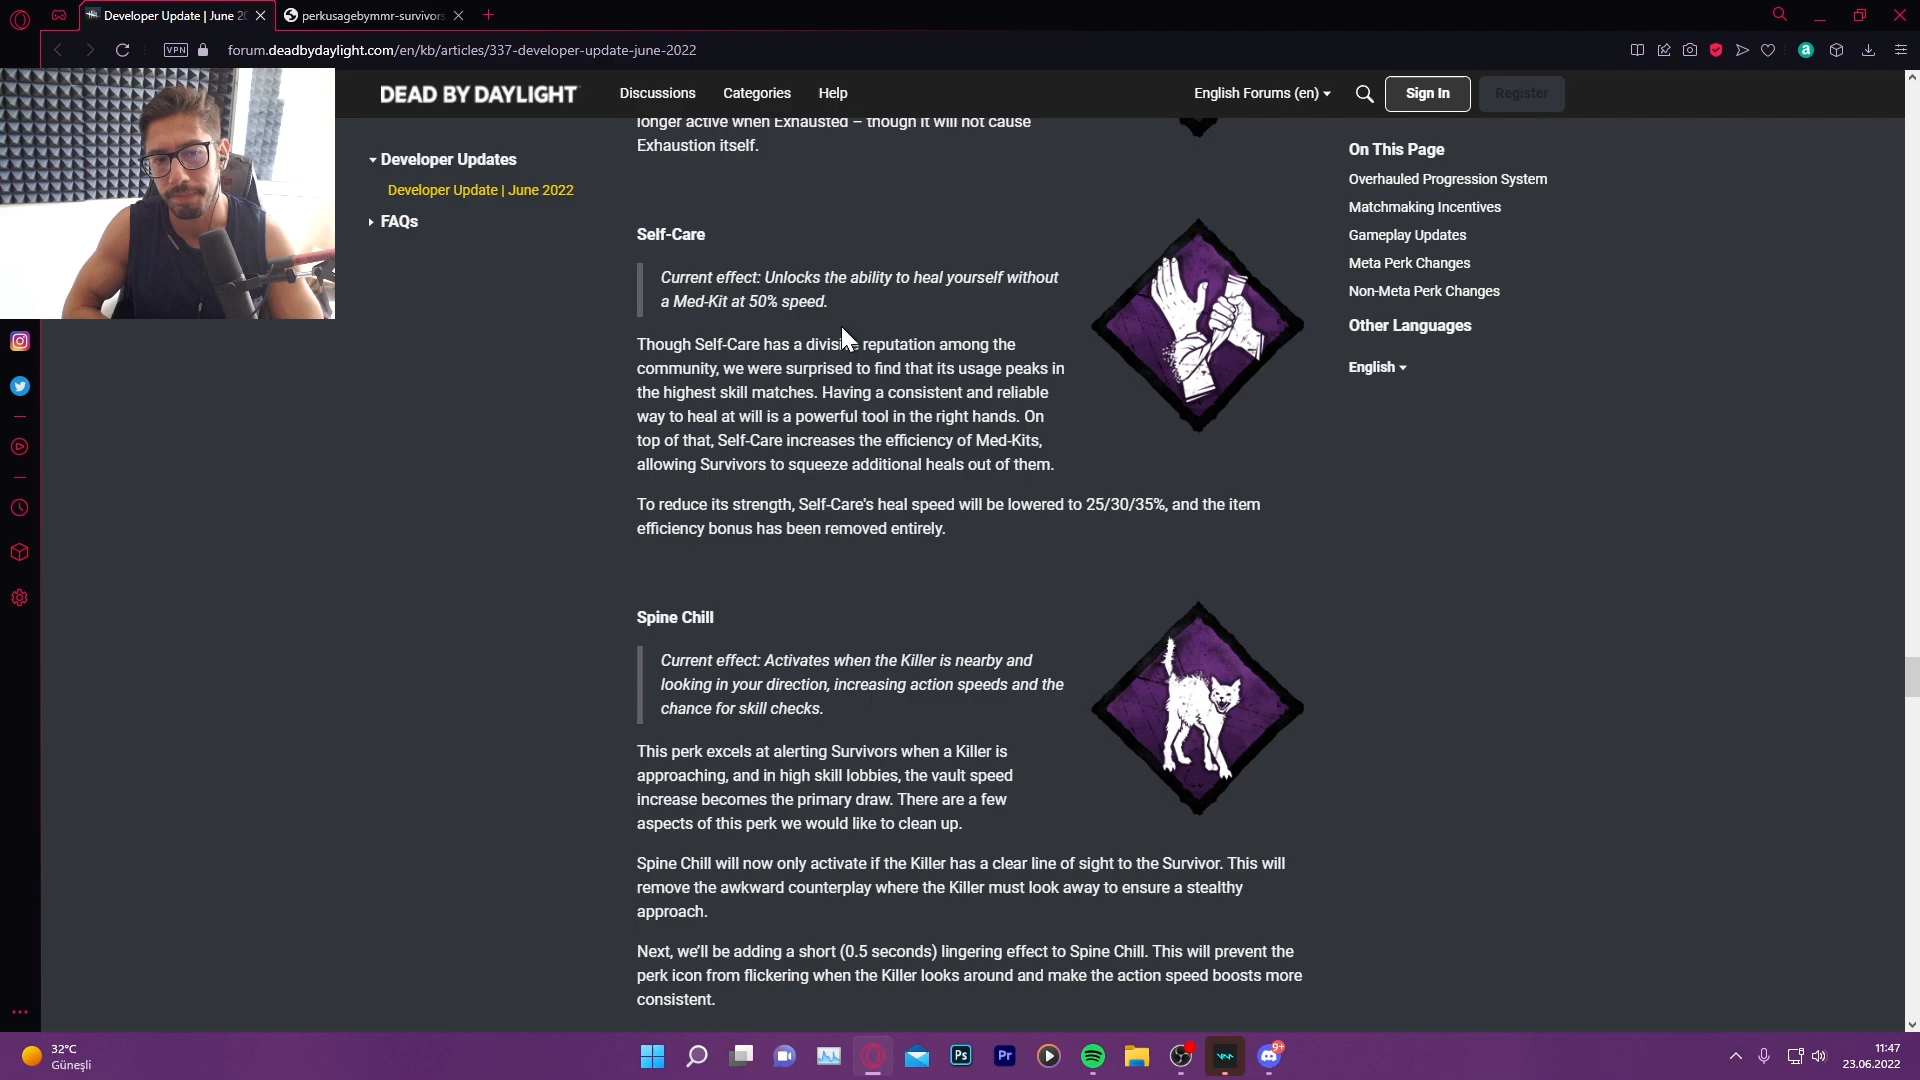 Developer Update | June 20
perkusagebymmr-survivors
VPN
forum.deadbydaylight.com/en/kb/articles/337-developer-update-june-2022
a
DEAD BY DAYLIGHT
Discussions
Categories
Help
English Forums (en)
Sign In
Register
Developer Updates
Developer Update | June 2022
FAQs
longer active when Exhausted – though it will not cause
Exhaustion itself.
Self-Care
Current effect: Unlocks the ability to heal yourself without
a Med-Kit at 50% speed.
Though Self-Care has a divisive reputation among the
community, we were surprised to find that its usage peaks in
the highest skill matches. Having a consistent and reliable
way to heal at will is a powerful tool in the right hands. On
top of that, Self-Care increases the efficiency of Med-Kits,
allowing Survivors to squeeze additional heals out of them.
To reduce its strength, Self-Care's heal speed will be lowered to 25/30/35%, and the item
efficiency bonus has been removed entirely.
Spine Chill
Current effect: Activates when the Killer is nearby and
looking in your direction, increasing action speeds and the
chance for skill checks.
This perk excels at alerting Survivors when a Killer is
approaching, and in high skill lobbies, the vault speed
increase becomes the primary draw. There are a few
aspects of this perk we would like to clean up.
Spine Chill will now only activate if the Killer has a clear line of sight to the Survivor. This will
remove the awkward counterplay where the Killer must look away to ensure a stealthy
approach.
Next, we'll be adding a short (0.5 seconds) lingering effect to Spine Chill. This will prevent the
perk icon from flickering when the Killer looks around and make the action speed boosts more
consistent.
On This Page
Overhauled Progression System
Matchmaking Incentives
Gameplay Updates
Meta Perk Changes
Non-Meta Perk Changes
Other Languages
English
32°C
Güneşli
Ps
Pr
9+
11:47
23.06.2022